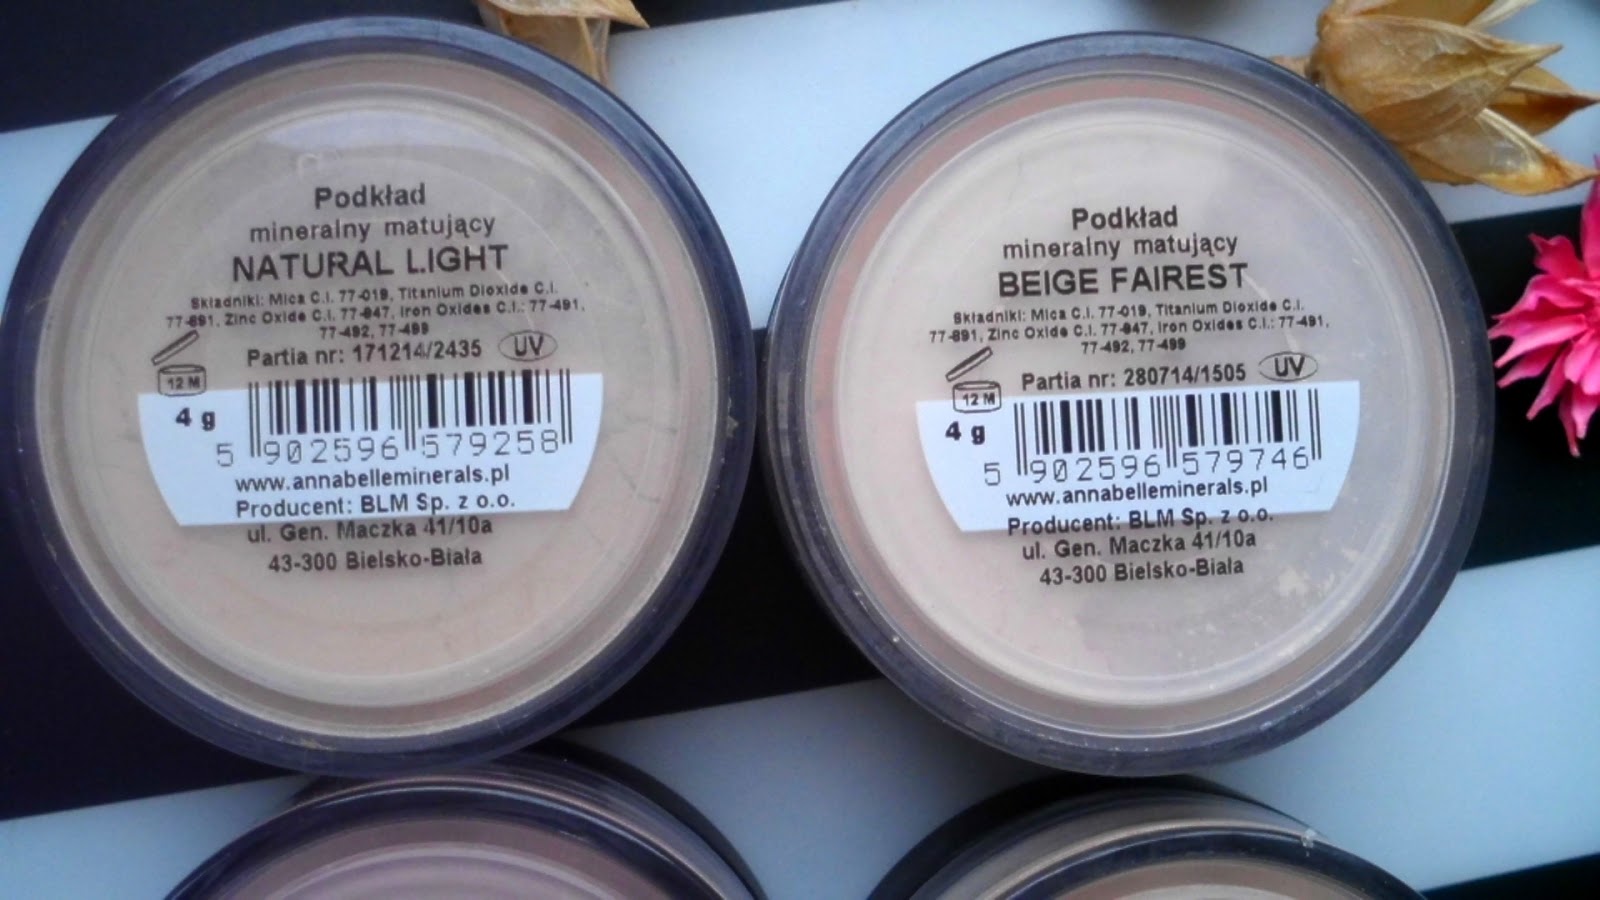 Podkład
mineralny matujący
NATURAL LIGHT
Składniki: Mica C.I. 77-019, Titanium Dioxide C.I.
77-891, Zinc Oxide C.I. 77-947, Iron Oxides C.I.: 77-491,
77-492, 77-499
Partia nr: 171214/2435 UV
12 M
4 g
5 902596 579258
www.annabelleminerals.pl
Producent: BLM Sp. z o.o.
ul. Gen. Maczka 41/10a
43-300 Bielsko-Biała
Podkład
mineralny matujący
BEIGE FAIREST
Składniki: Mica C.I. 77-019, Titanium Dioxide C.I.
77-891, Zinc Oxide C.I. 77-947, Iron Oxides C.I.: 77-491,
77-492, 77-499
Partia nr: 280714/1505 UV
12 M
4 g
5 902596 579746
www.annabelleminerals.pl
Producent: BLM Sp. z o.o.
ul. Gen. Maczka 41/10a
43-300 Bielsko-Biała